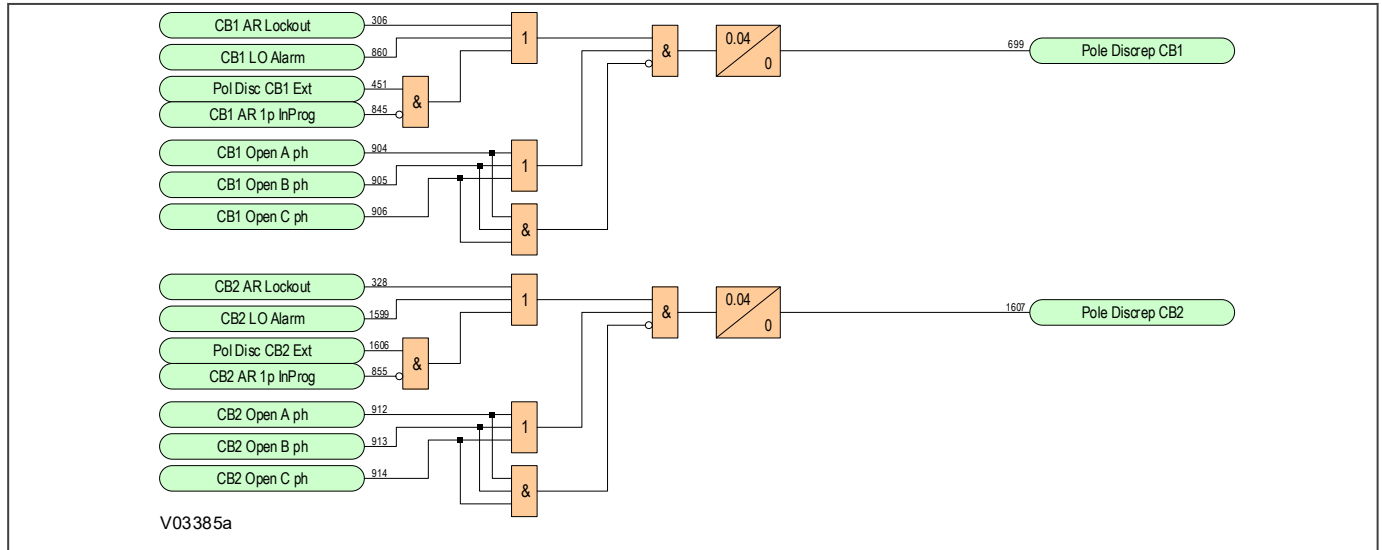 CB1 AR Lockout 306
1
CB1 LO Alarm 860
&
0.04
0
699 Pole Discrep CB1
Pol Disc CB1 Ext 451
&
CB1 AR 1p InProg 845
CB1 Open A ph 904
1
CB1 Open B ph 905
CB1 Open C ph 906
&
CB2 AR Lockout 328
1
CB2 LO Alarm 1599
&
0.04
0
1607 Pole Discrep CB2
Pol Disc CB2 Ext 1606
&
CB2 AR 1p InProg 855
CB2 Open A ph 912
1
CB2 Open B ph 913
CB2 Open C ph 914
&
V03385a